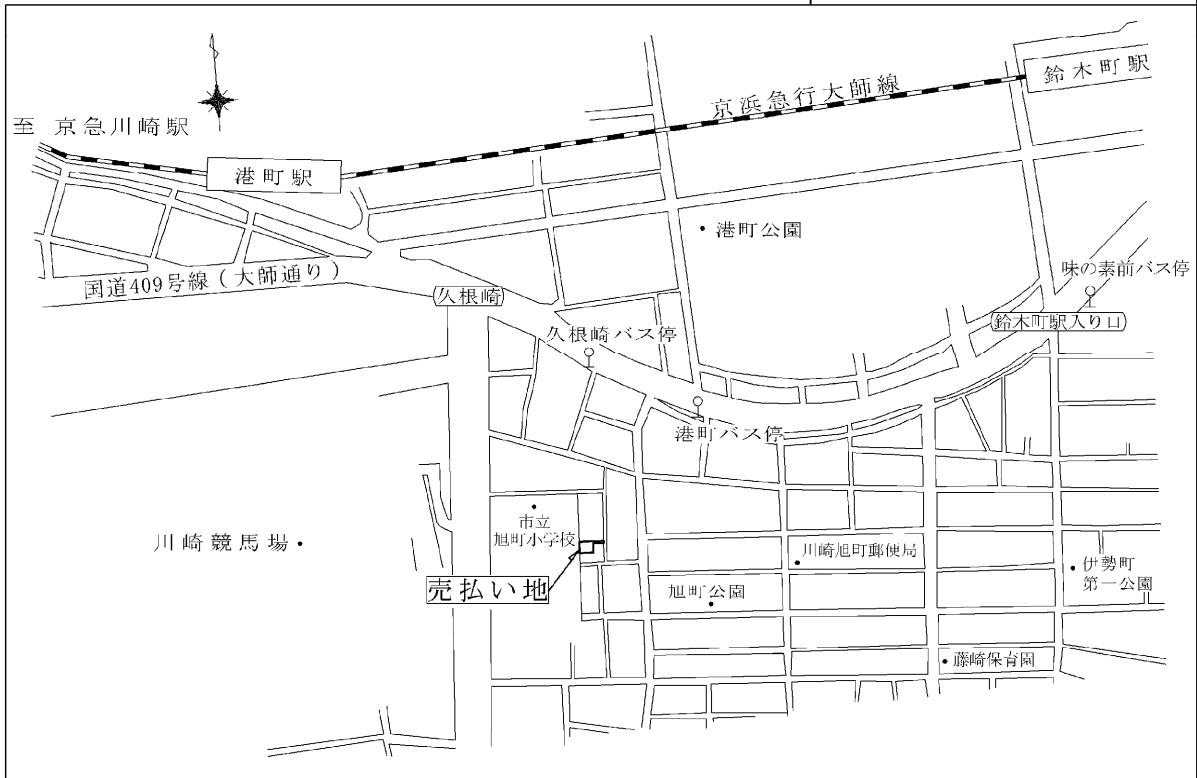 鈴木町駅
京浜急行大師線
至 京急川崎駅
港町駅
港町公園
味の素前バス停
国道409号線(大師通り)
久根崎
鈴木町駅入り口
久根崎バス停
港町バス停
市立
旭町小学校
川崎競馬場
川崎旭町郵便局
伊勢町
第一公園
売払い地
旭町公園
藤崎保育園